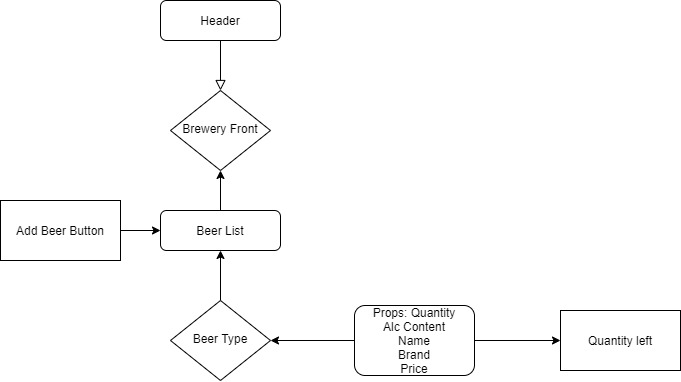 Header
Brewery Front
Add Beer Button
Beer List
Beer Type
Props: Quantity
Alc Content
Name
Brand
Price
Quantity left